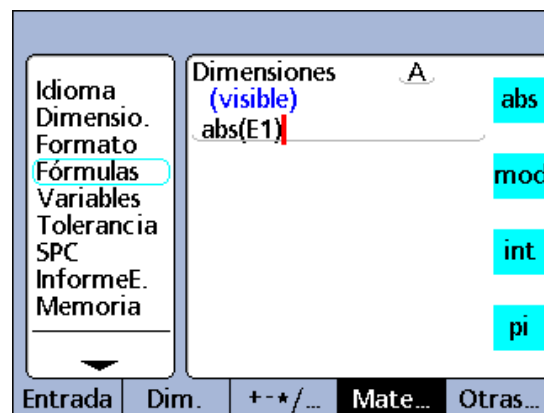 Idioma
Dimensio.
Formato
Fórmulas
Variables
Tolerancia
SPC
InformeE.
Memoria
Dimensiones A
(visible)
abs(E1)
abs
mod
int
pi
Entrada Dim. +-*/... Mate... Otras...